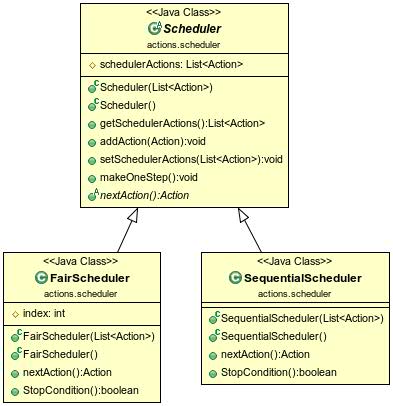 <<Java Class>>
Scheduler
actions.scheduler
schedulerActions: List<Action>
Scheduler(List<Action>)
Scheduler()
getSchedulerActions():List<Action>
addAction(Action):void
setSchedulerActions(List<Action>):void
makeOneStep():void
nextAction():Action
<<Java Class>>
FairScheduler
actions.scheduler
index: int
FairScheduler(List<Action>)
FairScheduler()
nextAction():Action
StopCondition():boolean
<<Java Class>>
SequentialScheduler
actions.scheduler
SequentialScheduler(List<Action>)
SequentialScheduler()
nextAction():Action
StopCondition():boolean